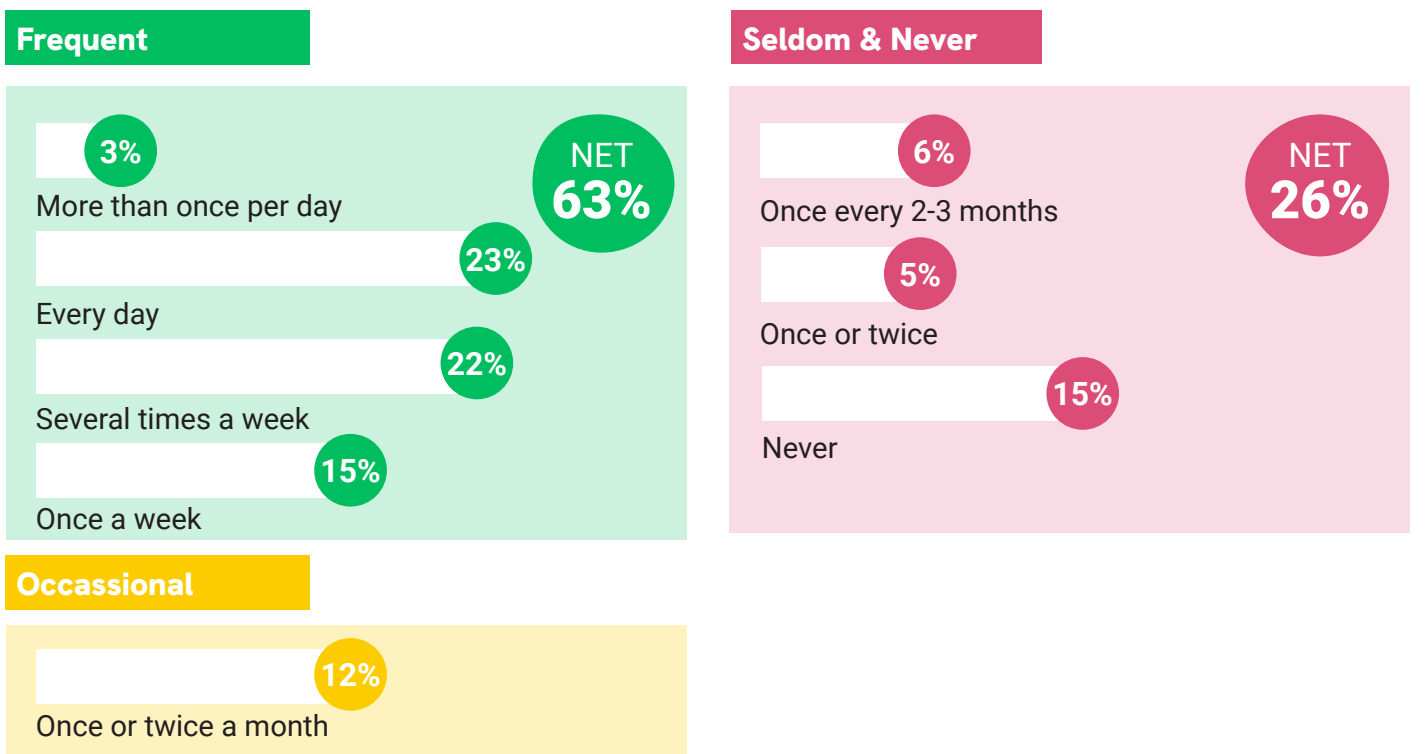 Frequent
3%
NET
63%
More than once per day
23%
Every day
22%
Several times a week
15%
Once a week
Occassional
12%
Once or twice a month
Seldom & Never
6%
NET
26%
Once every 2-3 months
5%
Once or twice
15%
Never